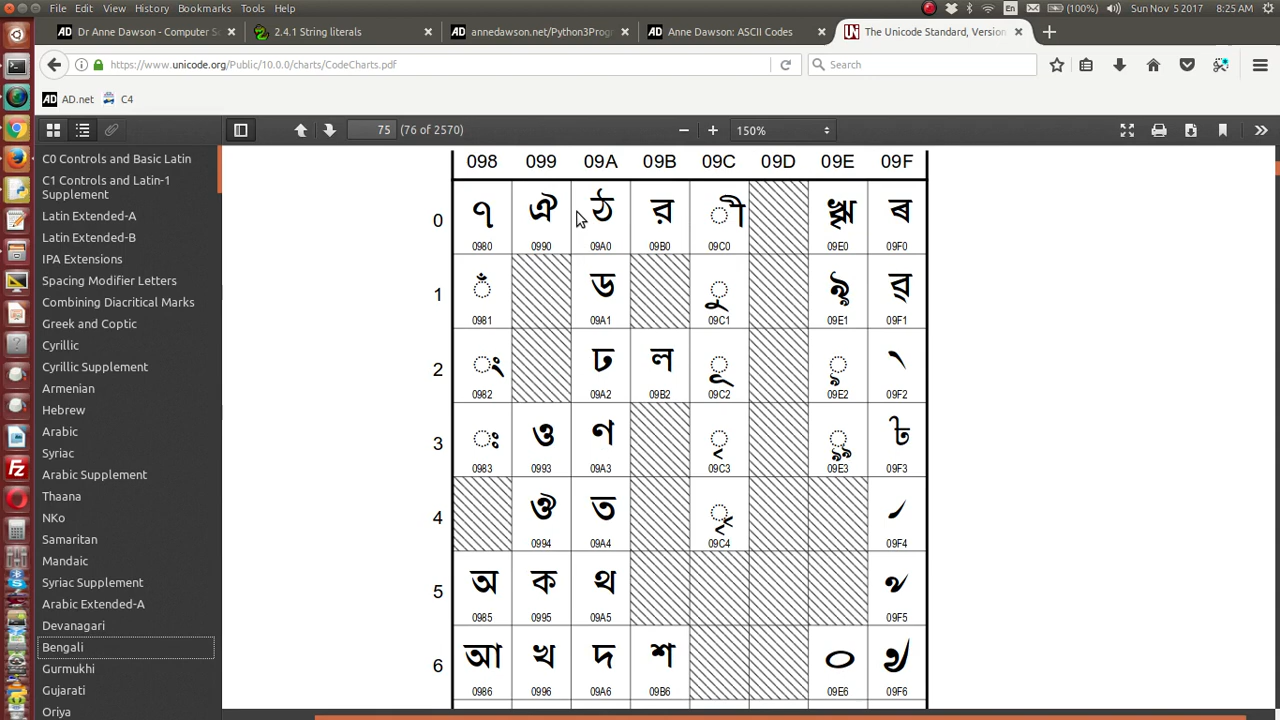 File Edit View History Bookmarks Tools Help En (100%) Sun Nov 5 2017 8:25 AM
AD Dr Anne Dawson - Computer S 2.4.1 String literals AD annedawson.net/Python3Progr AD Anne Dawson: ASCII Codes The Unicode Standard, Version
https://www.unicode.org/Public/10.0.0/charts/CodeCharts.pdf Search
AD AD.net C4
75 (76 of 2570) 150%
C0 Controls and Basic Latin
C1 Controls and Latin-1
Supplement
Latin Extended-A
Latin Extended-B
IPA Extensions
Spacing Modifier Letters
Combining Diacritical Marks
Greek and Coptic
Cyrillic
Cyrillic Supplement
Armenian
Hebrew
Arabic
Syriac
Arabic Supplement
Thaana
NKo
Samaritan
Mandaic
Syriac Supplement
Arabic Extended-A
Devanagari
Bengali
Gurmukhi
Gujarati
Oriya
098 099 09A 09B 09C 09D 09E 09F
0 ঀ ঐ ঠ র ◌ী ৠ ৰ
0980 0990 09A0 09B0 09C0 09E0 09F0
1 ◌ঁ ড ◌ু ৡ ৱ
0981 09A1 09C1 09E1 09F1
2 ◌ং ঢ ল ◌ূ ◌ৢ ৲
0982 09A2 09B2 09C2 09E2 09F2
3 ◌ঃ ও ণ ◌ৃ ◌ৣ ৳
0983 0993 09A3 09C3 09E3 09F3
4 ঔ ত ◌ৄ ৴
0994 09A4 09C4 09F4
5 অ ক থ ৵
0985 0995 09A5 09F5
6 আ খ দ শ ০ ৶
0986 0996 09A6 09B6 09E6 09F6